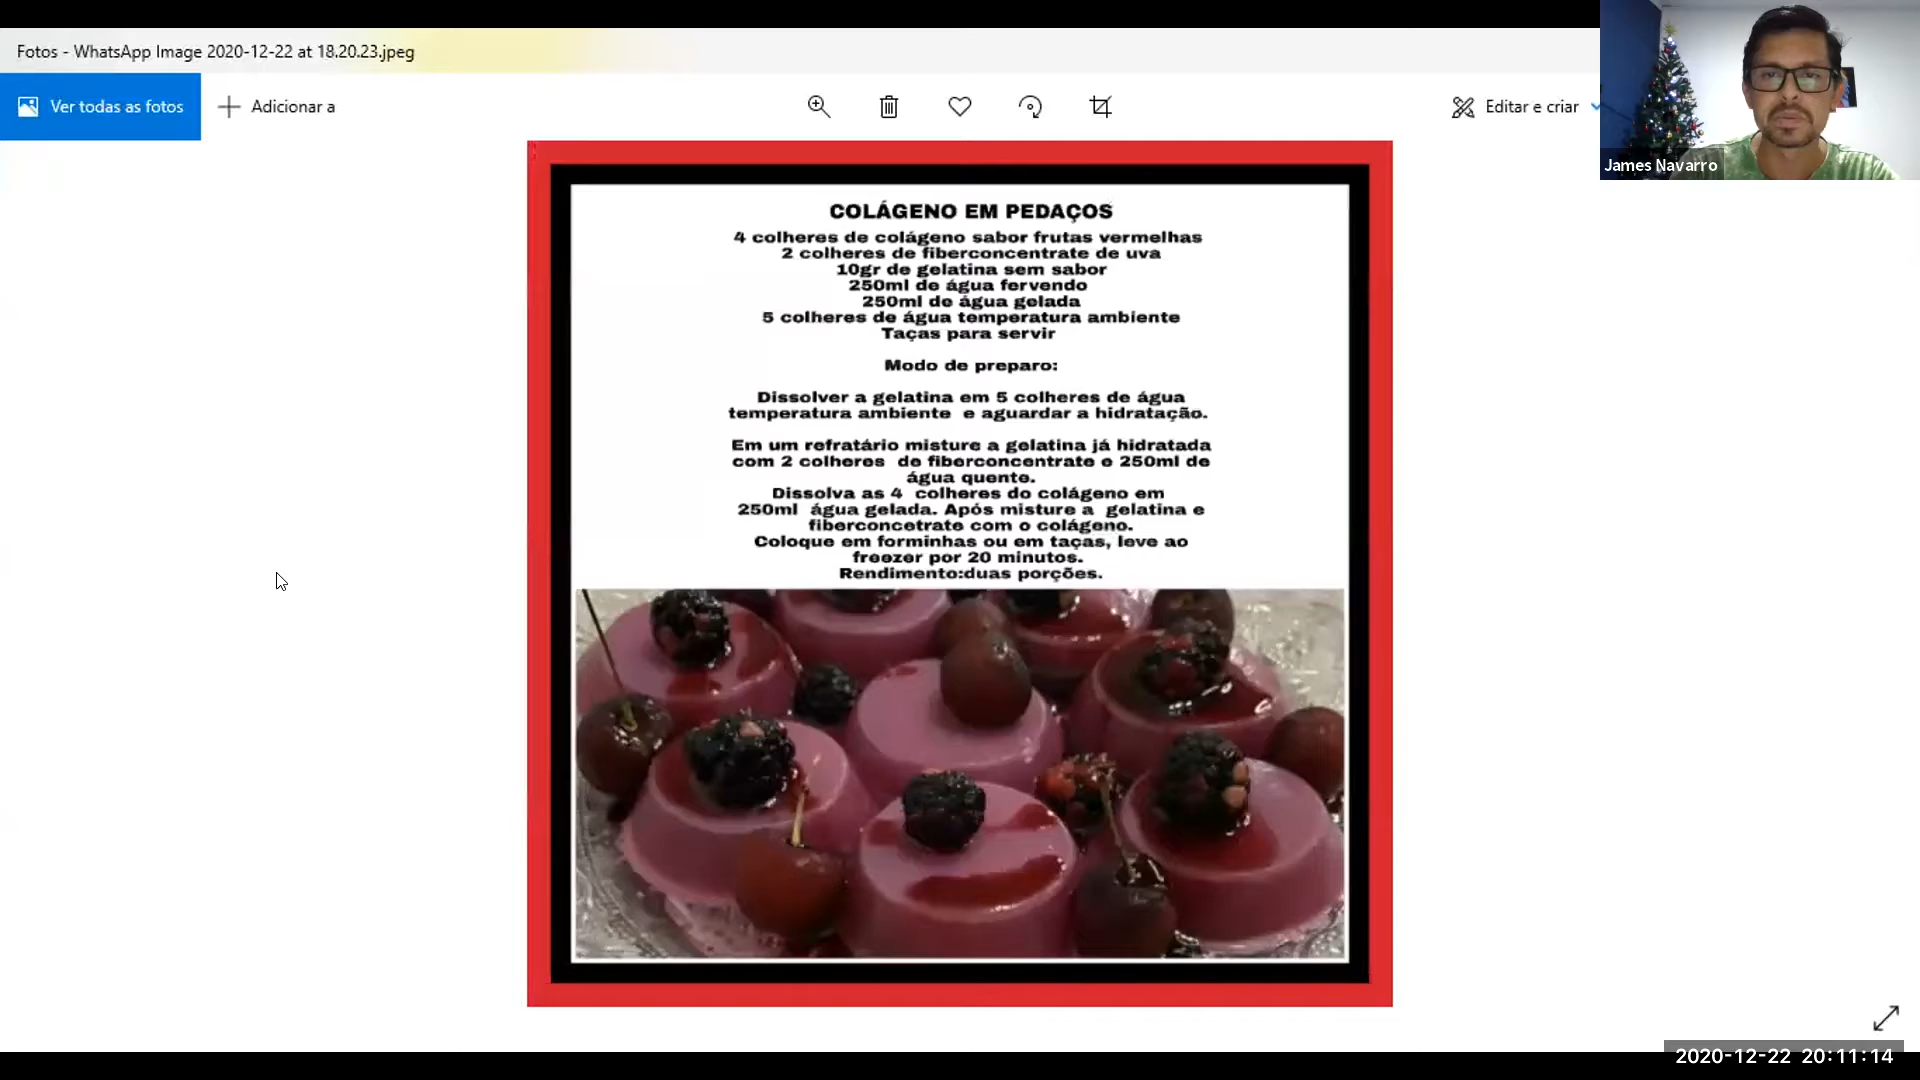 Fotos - WhatsApp Image 2020-12-22 at 18.20.23.jpeg
Ver todas as fotos
Adicionar a
Editar e criar
James Navarro
COLÁGENO EM PEDAÇOS
4 colheres de colágeno sabor frutas vermelhas
2 colheres de fiberconcentrate de uva
10gr de gelatina sem sabor
250ml de água fervendo
250ml de água gelada
5 colheres de água temperatura ambiente
Taças para servir
Modo de preparo:
Dissolver a gelatina em 5 colheres de água
temperatura ambiente e aguardar a hidratação.
Em um refratário misture a gelatina já hidratada
com 2 colheres de fiberconcentrate e 250ml de
água quente.
Dissolva as 4 colheres do colágeno em
250ml água gelada. Após misture a gelatina e
fiberconcetrate com o colágeno.
Coloque em forminhas ou em taças, leve ao
freezer por 20 minutos.
Rendimento:duas porções.
2020-12-22 20:11:14